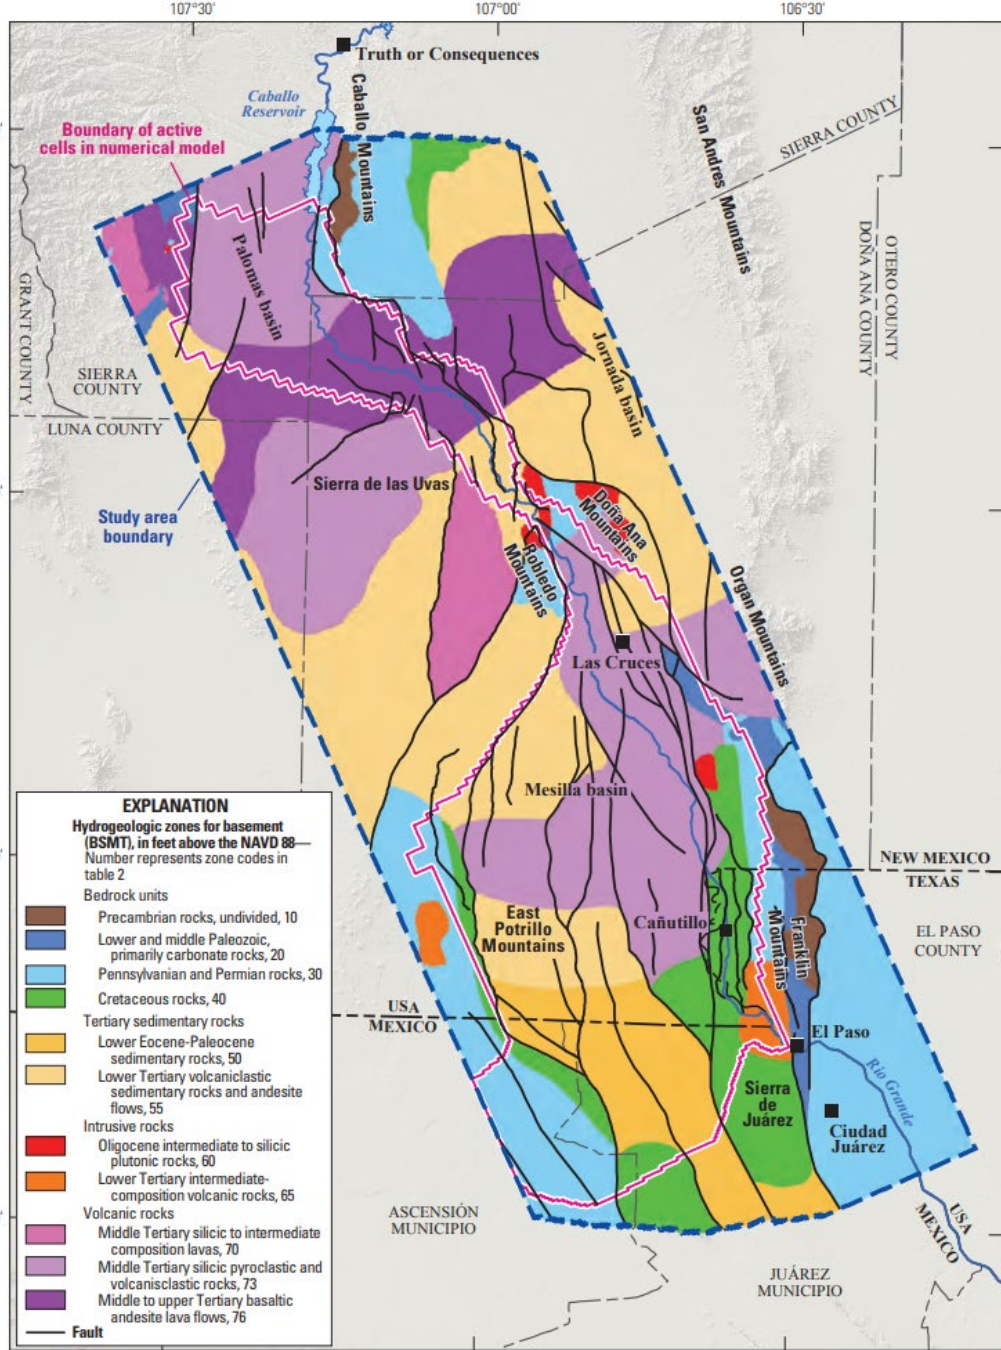 107°30'
107°00'
106°30'
Truth or Consequences
Caballo
Reservoir
Caballo Mountains
San Andres Mountains
SIERRA COUNTY
DOÑA ANA COUNTY
OTERO COUNTY
Boundary of active
cells in numerical model
Palomas basin
GRANT COUNTY
SIERRA
COUNTY
LUNA COUNTY
Jornada basin
Sierra de las Uvas
Study area
boundary
Doña Ana
Mountains
Robledo
Mountains
Organ Mountains
Las Cruces
Mesilla basin
NEW MEXICO
TEXAS
East
Potrillo
Mountains
Cañutillo
Franklin
Mountains
EL PASO
COUNTY
USA
MEXICO
El Paso
Rio Grande
Sierra
de
Juárez
Ciudad
Juárez
ASCENSIÓN
MUNICIPIO
USA
MEXICO
JUÁREZ
MUNICIPIO
EXPLANATION
Hydrogeologic zones for basement
(BSMT), in feet above the NAVD 88—
Number represents zone codes in
table 2
Bedrock units
Precambrian rocks, undivided, 10
Lower and middle Paleozoic,
primarily carbonate rocks, 20
Pennsylvanian and Permian rocks, 30
Cretaceous rocks, 40
Tertiary sedimentary rocks
Lower Eocene-Paleocene
sedimentary rocks, 50
Lower Tertiary volcaniclastic
sedimentary rocks and andesite
flows, 55
Intrusive rocks
Oligocene intermediate to silicic
plutonic rocks, 60
Lower Tertiary intermediate-
composition volcanic rocks, 65
Volcanic rocks
Middle Tertiary silicic to intermediate
composition lavas, 70
Middle Tertiary silicic pyroclastic and
volcanisclastic rocks, 73
Middle to upper Tertiary basaltic
andesite lava flows, 76
Fault